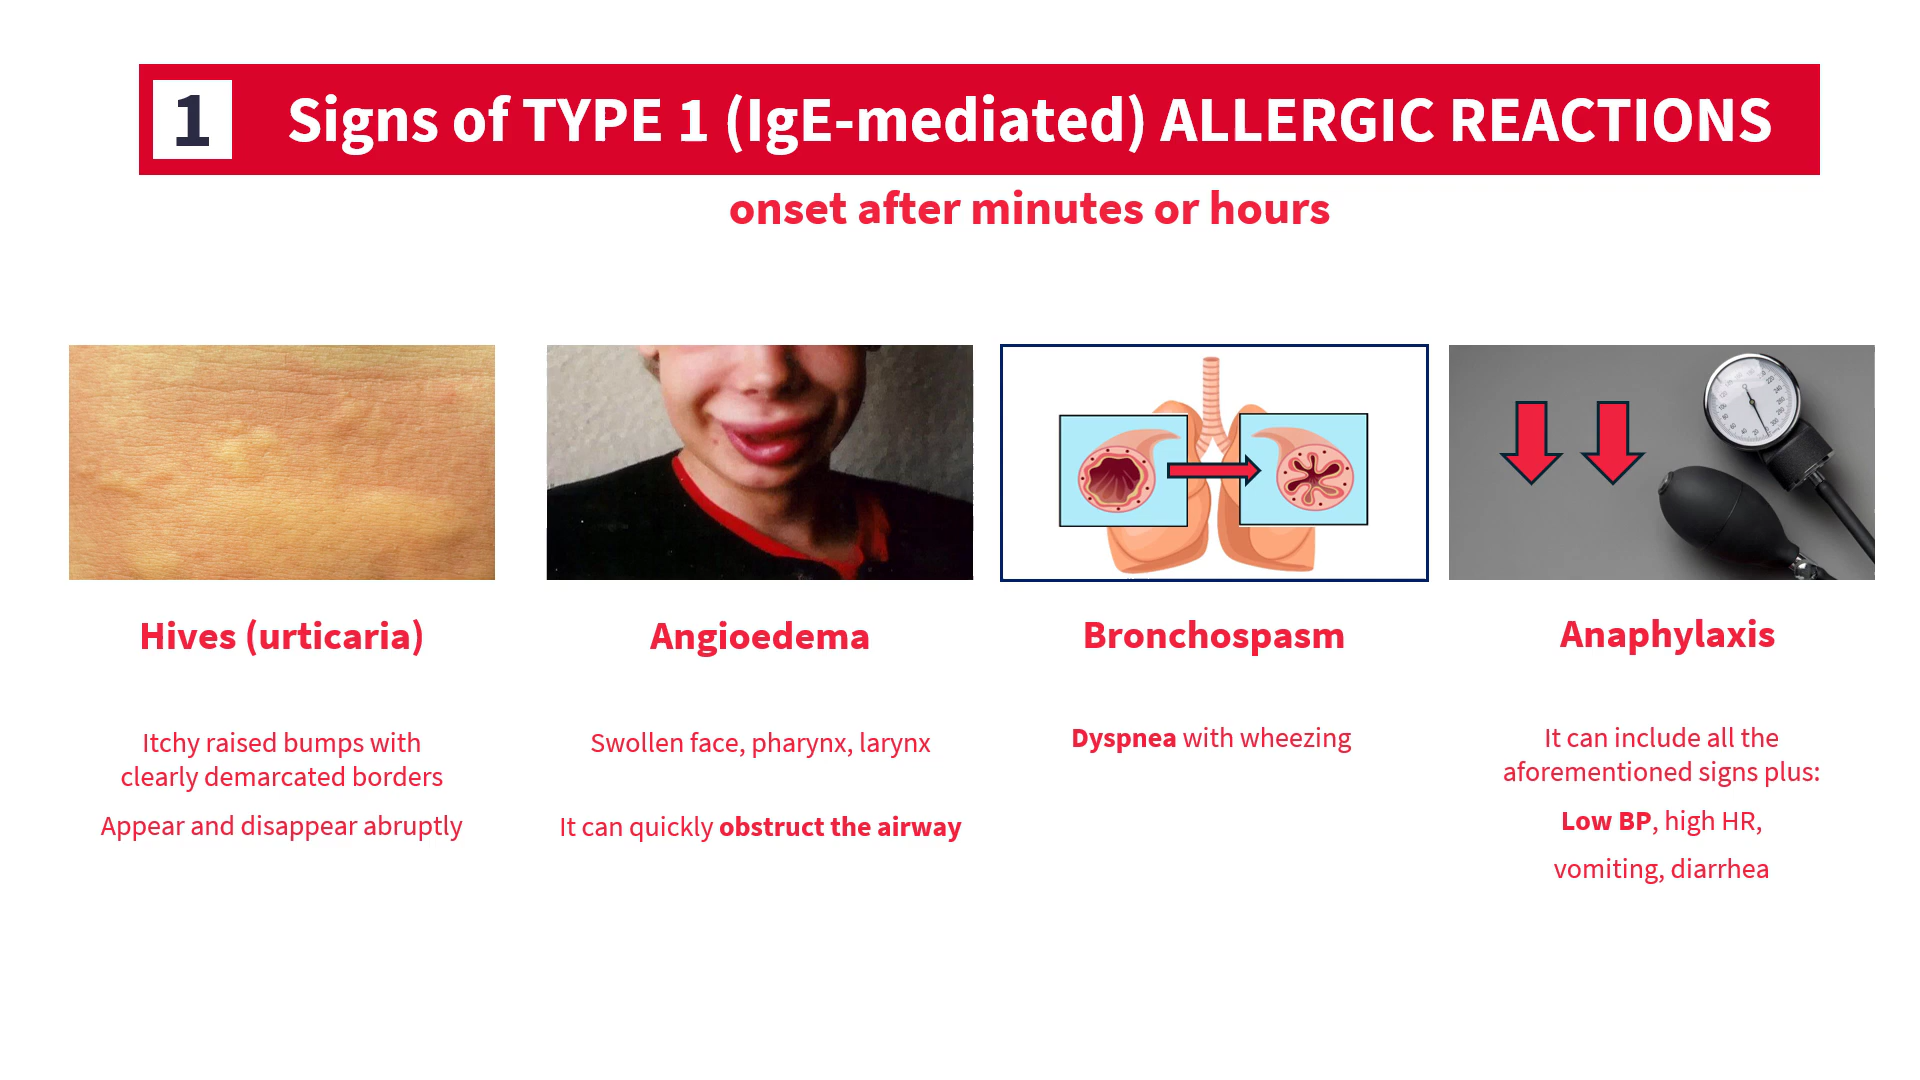 1
Signs of TYPE 1 (IgE-mediated) ALLERGIC REACTIONS
onset after minutes or hours
Hives (urticaria)
Itchy raised bumps with
clearly demarcated borders
Appear and disappear abruptly
Angioedema
Swollen face, pharynx, larynx
It can quickly obstruct the airway
Bronchospasm
Dyspnea with wheezing
Anaphylaxis
It can include all the
aforementioned signs plus:
Low BP, high HR,
vomiting, diarrhea